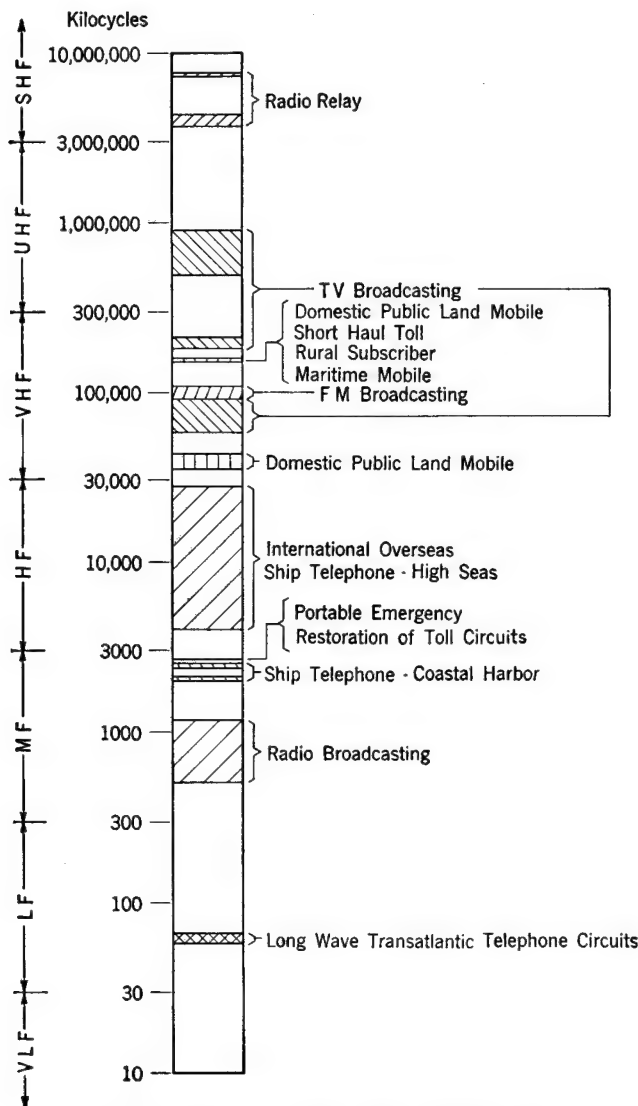 Kilocycles
10,000,000
SHF
Radio Relay
3,000,000
UHF
1,000,000
TV Broadcasting
300,000
Domestic Public Land Mobile
Short Haul Toll
Rural Subscriber
Maritime Mobile
VHF
100,000
FM Broadcasting
Domestic Public Land Mobile
30,000
HF
International Overseas
10,000
Ship Telephone - High Seas
Portable Emergency
Restoration of Toll Circuits
3000
Ship Telephone - Coastal Harbor
MF
1000
Radio Broadcasting
300
LF
100
Long Wave Transatlantic Telephone Circuits
30
VLF
10